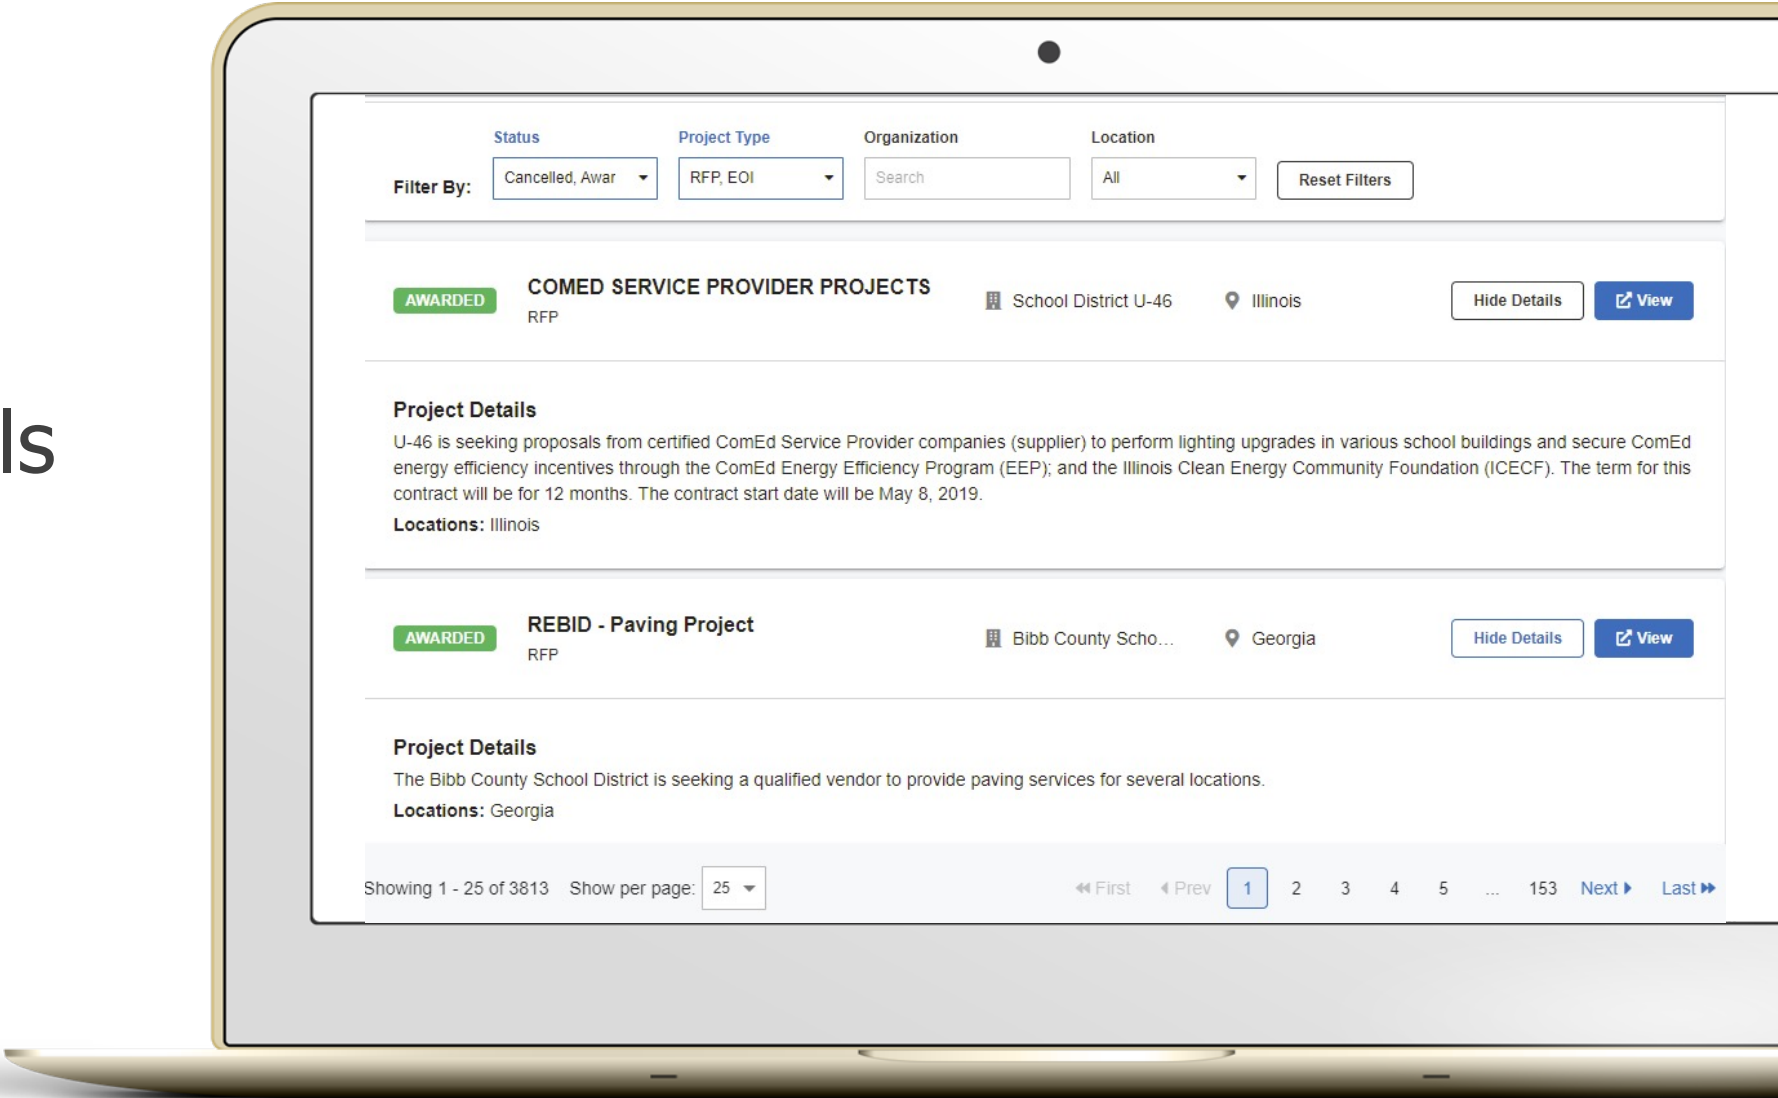 ls
Status Project Type Organization Location
Filter By: Cancelled, Awar RFP, EOI Search All Reset Filters
AWARDED COMED SERVICE PROVIDER PROJECTS School District U-46 Illinois Hide Details View
RFP
Project Details
U-46 is seeking proposals from certified ComEd Service Provider companies (supplier) to perform lighting upgrades in various school buildings and secure ComEd
energy efficiency incentives through the ComEd Energy Efficiency Program (EEP); and the Illinois Clean Energy Community Foundation (ICECF). The term for this
contract will be for 12 months. The contract start date will be May 8, 2019.
Locations: Illinois
AWARDED REBID - Paving Project Bibb County Scho... Georgia Hide Details View
RFP
Project Details
The Bibb County School District is seeking a qualified vendor to provide paving services for several locations.
Locations: Georgia
Showing 1 - 25 of 3813 Show per page: 25 First Prev 1 2 3 4 5 ... 153 Next Last